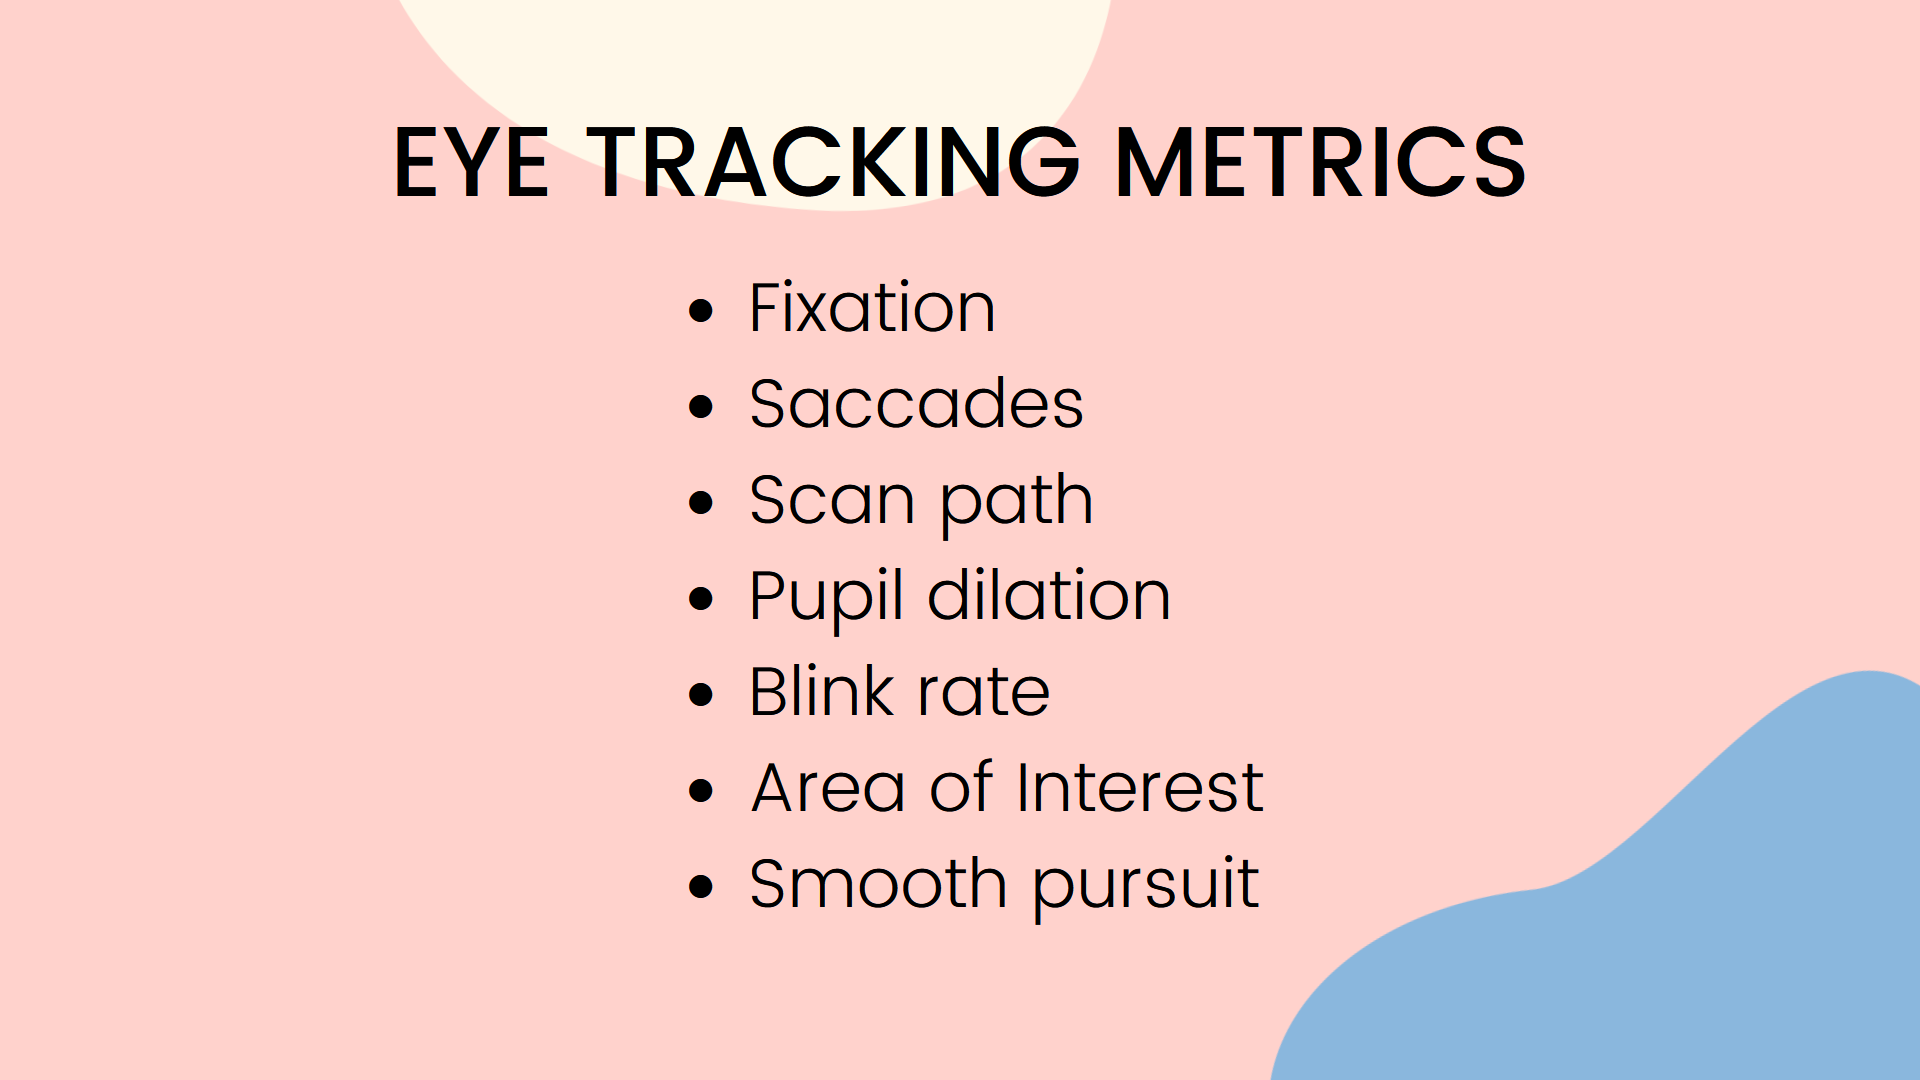 EYE TRACKING METRICS
• Fixation
• Saccades
• Scan path
• Pupil dilation
• Blink rate
• Area of Interest
• Smooth pursuit